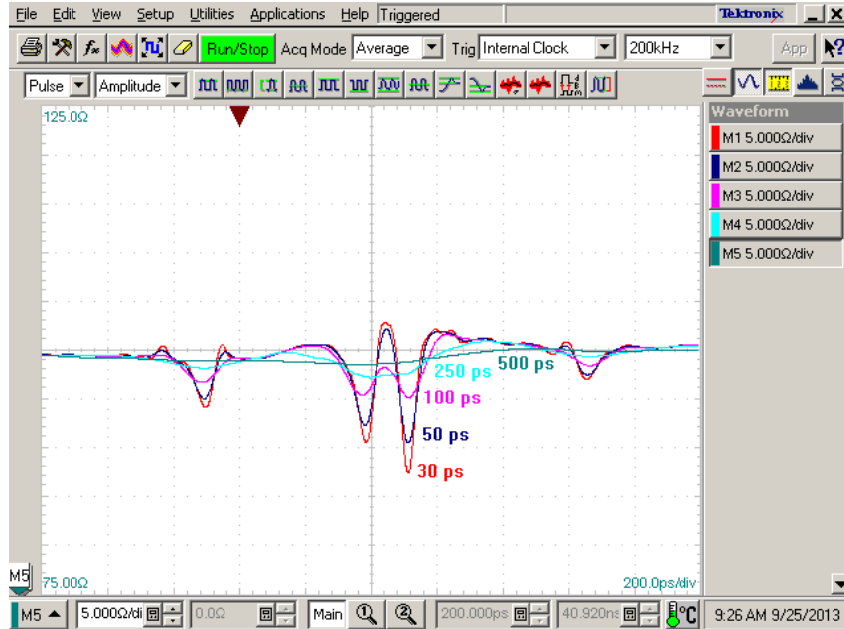 File Edit View Setup Utilities Applications Help Triggered Tektronix
Run/Stop Acq Mode Average Trig Internal Clock 200kHz App
Pulse Amplitude
125.0Ω
Waveform
M1 5.000Ω/div
M2 5.000Ω/div
M3 5.000Ω/div
M4 5.000Ω/div
M5 5.000Ω/div
500 ps
250 ps
100 ps
50 ps
30 ps
M5
75.00Ω 200.0ps/div
M5 5.000Ω/di 0.0Ω Main 200.000ps 40.920ns °C 9:26 AM 9/25/2013